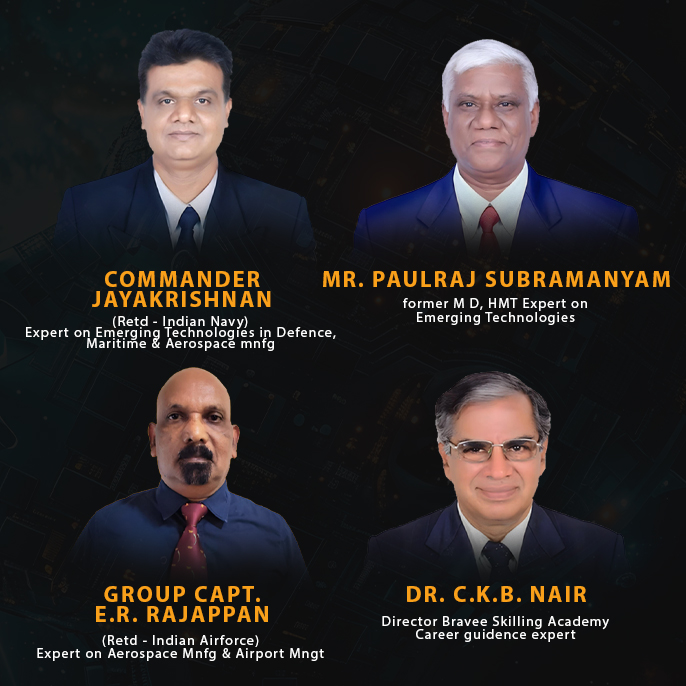 COMMANDER
JAYAKRISHNAN
(Retd - Indian Navy)
Expert on Emerging Technologies in Defence,
Maritime & Aerospace mnfg
MR. PAULRAJ SUBRAMANYAM
former M D, HMT Expert on
Emerging Technologies
GROUP CAPT.
E.R. RAJAPPAN
(Retd - Indian Airforce)
Expert on Aerospace Mnfg & Airport Mngt
DR. C.K.B. NAIR
Director Bravee Skilling Academy
Career guidence expert